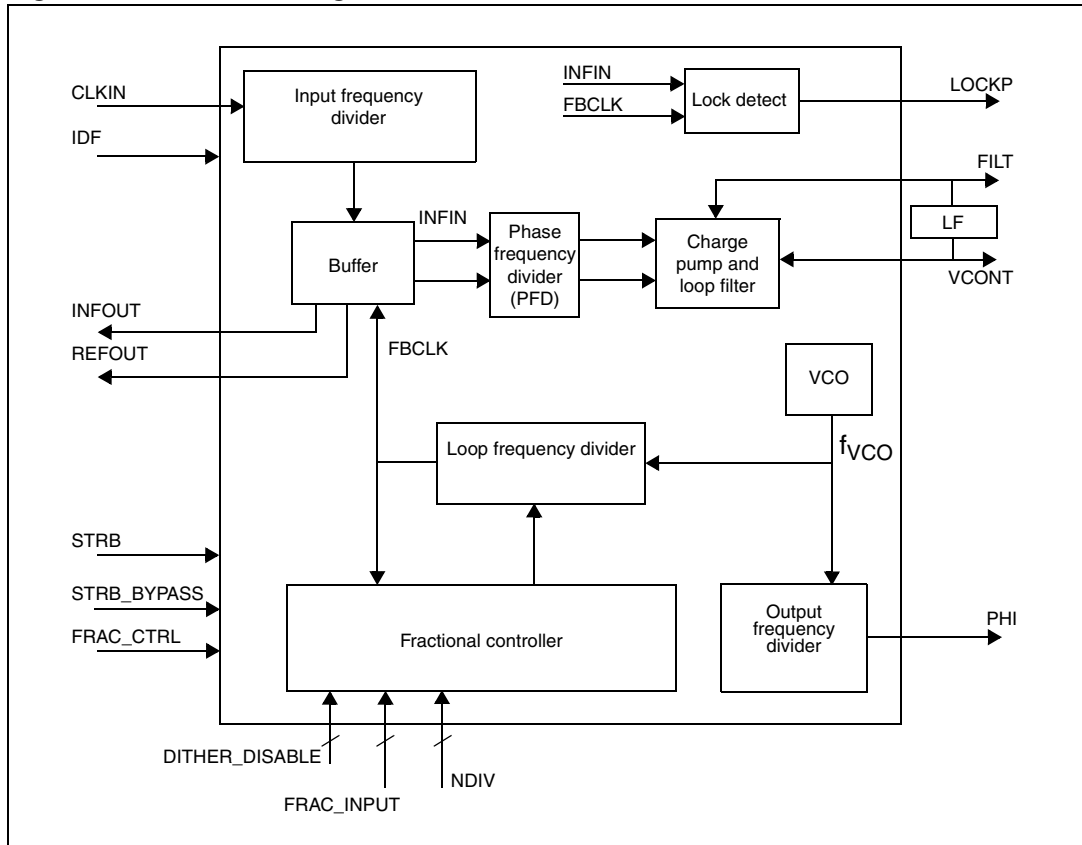 CLKIN
IDF
Input frequency
divider
INFIN
FBCLK
Lock detect
LOCKP
FILT
LF
VCONT
Buffer
INFIN
Phase
frequency
divider
(PFD)
Charge
pump and
loop filter
INFOUT
REFOUT
FBCLK
VCO
fVCO
Loop frequency divider
STRB
STRB_BYPASS
FRAC_CTRL
Fractional controller
Output
frequency
divider
PHI
DITHER_DISABLE
FRAC_INPUT
NDIV